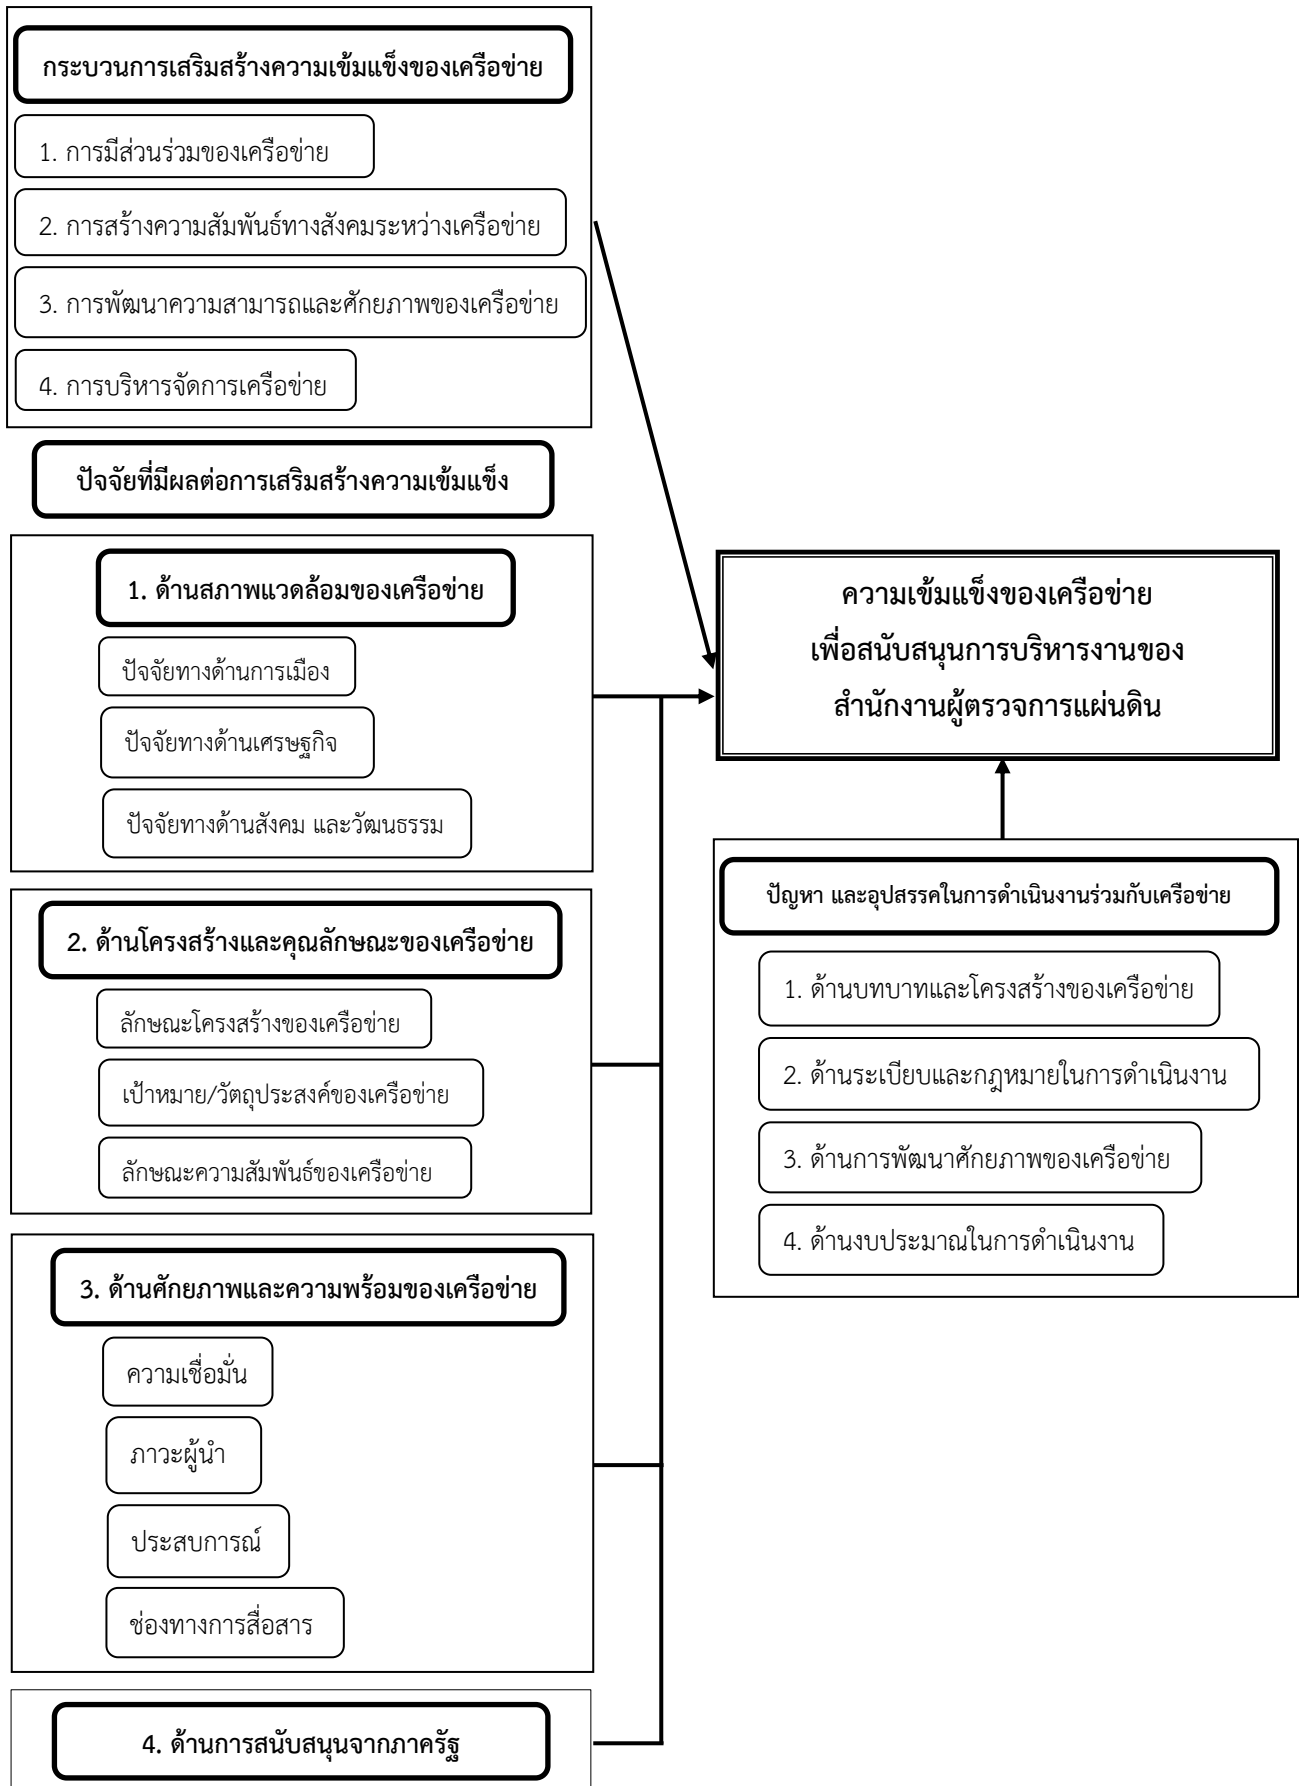 กระบวนการเสริมสร้างความเข้มแข็งของเครือข่าย
1. การมีส่วนร่วมของเครือข่าย
2. การสร้างความสัมพันธ์ทางสังคมระหว่างเครือข่าย
3. การพัฒนาความสามารถและศักยภาพของเครือข่าย
4. การบริหารจัดการเครือข่าย
ปัจจัยที่มีผลต่อการเสริมสร้างความเข้มแข็ง
1. ด้านสภาพแวดล้อมของเครือข่าย
ปัจจัยทางด้านการเมือง
ปัจจัยทางด้านเศรษฐกิจ
ปัจจัยทางด้านสังคม และวัฒนธรรม
2. ด้านโครงสร้างและคุณลักษณะของเครือข่าย
ลักษณะโครงสร้างของเครือข่าย
เป้าหมาย/วัตถุประสงค์ของเครือข่าย
ลักษณะความสัมพันธ์ของเครือข่าย
3. ด้านศักยภาพและความพร้อมของเครือข่าย
ความเชื่อมั่น
ภาวะผู้นำ
ประสบการณ์
ช่องทางการสื่อสาร
4. ด้านการสนับสนุนจากภาครัฐ
ความเข้มแข็งของเครือข่าย
เพื่อสนับสนุนการบริหารงานของ
สำนักงานผู้ตรวจการแผ่นดิน
ปัญหา และอุปสรรคในการดำเนินงานร่วมกับเครือข่าย
1. ด้านบทบาทและโครงสร้างของเครือข่าย
2. ด้านระเบียบและกฎหมายในการดำเนินงาน
3. ด้านการพัฒนาศักยภาพของเครือข่าย
4. ด้านงบประมาณในการดำเนินงาน